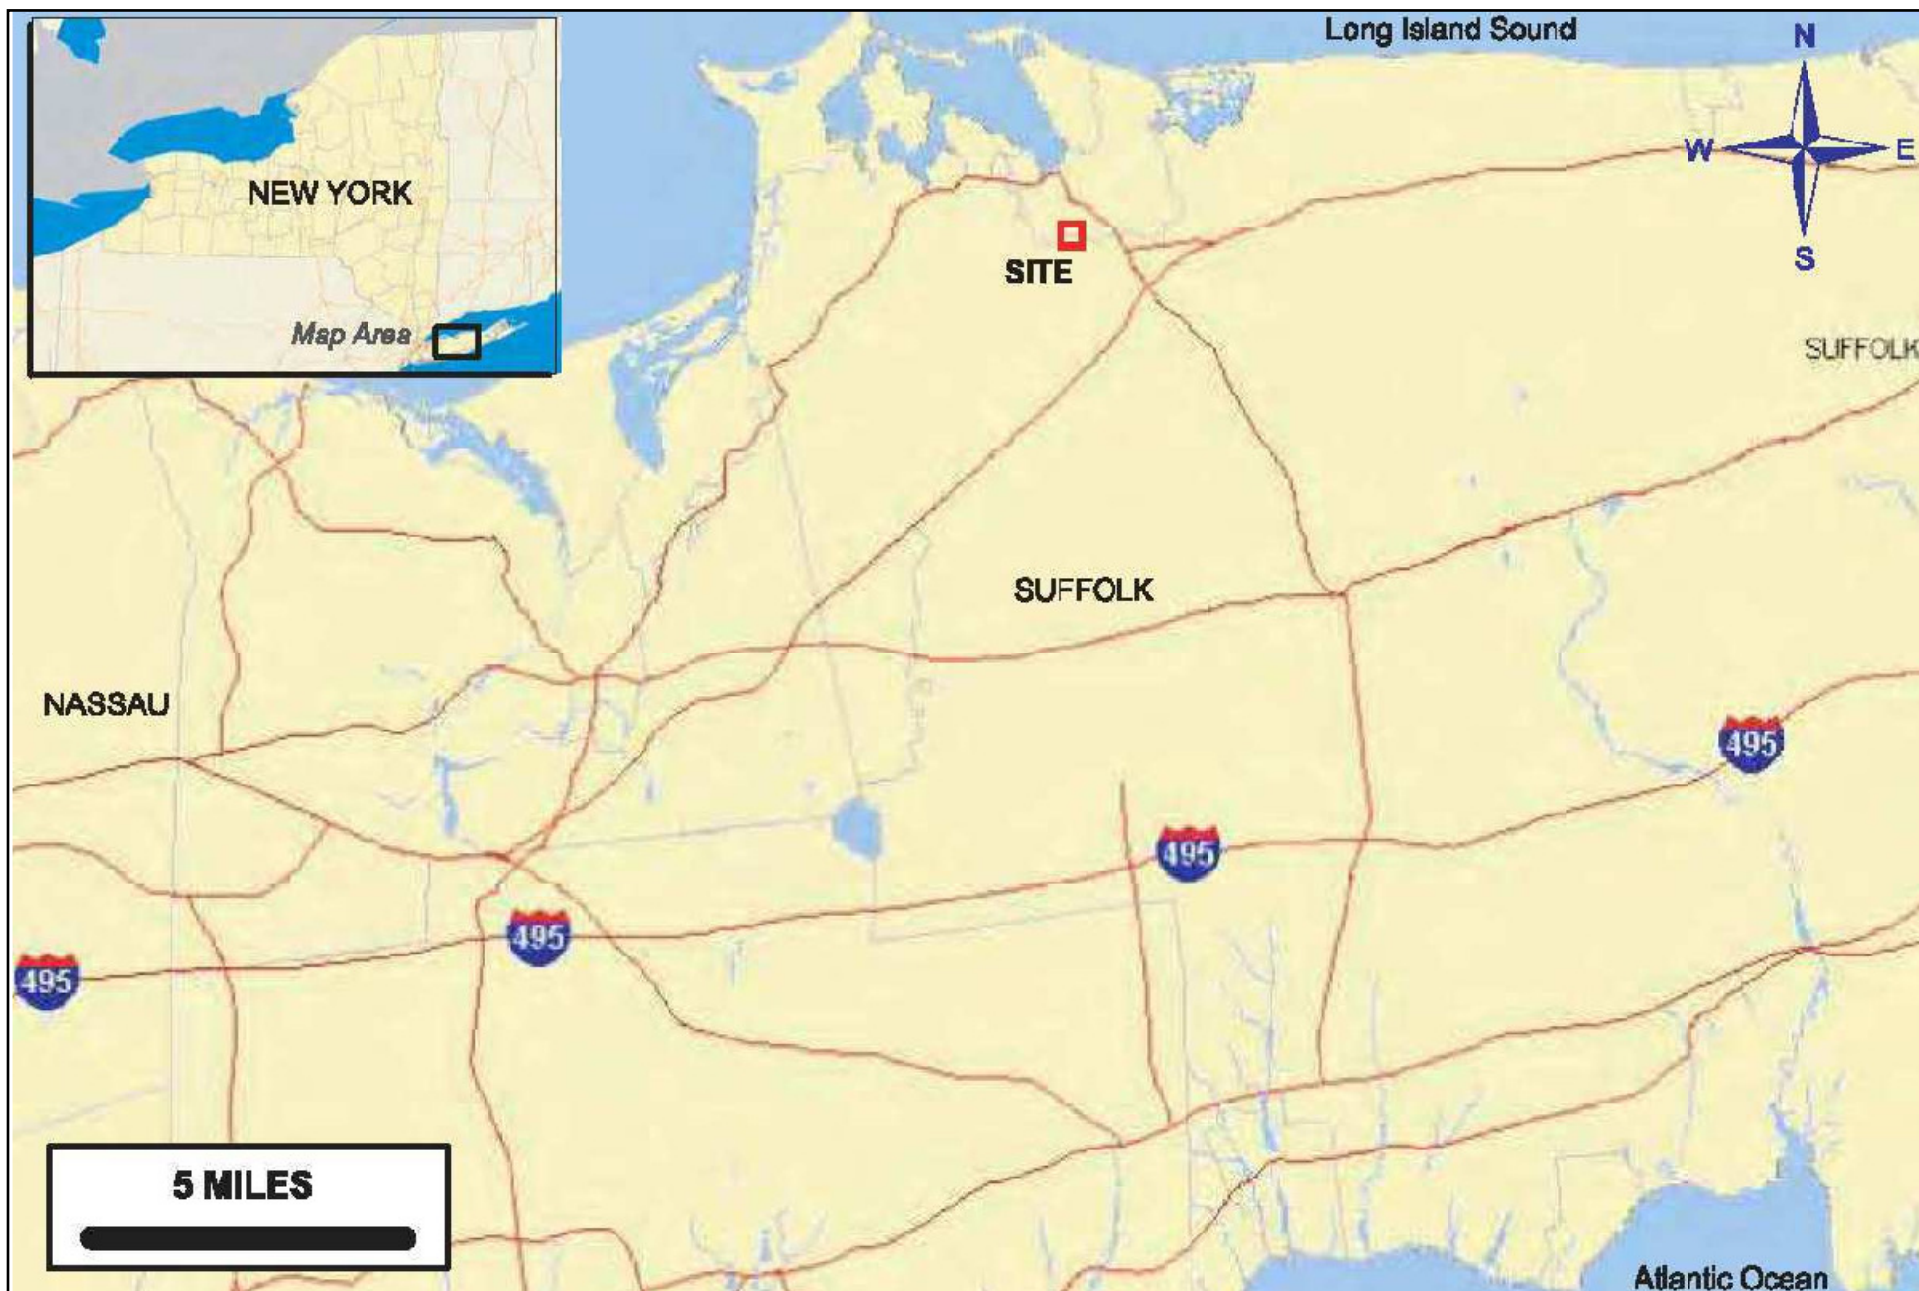 Long Island Sound
N
W
E
S
NEW YORK
Map Area
SITE
SUFFOLK
SUFFOLK
NASSAU
495
495
495
495
5 MILES
Atlantic Ocean